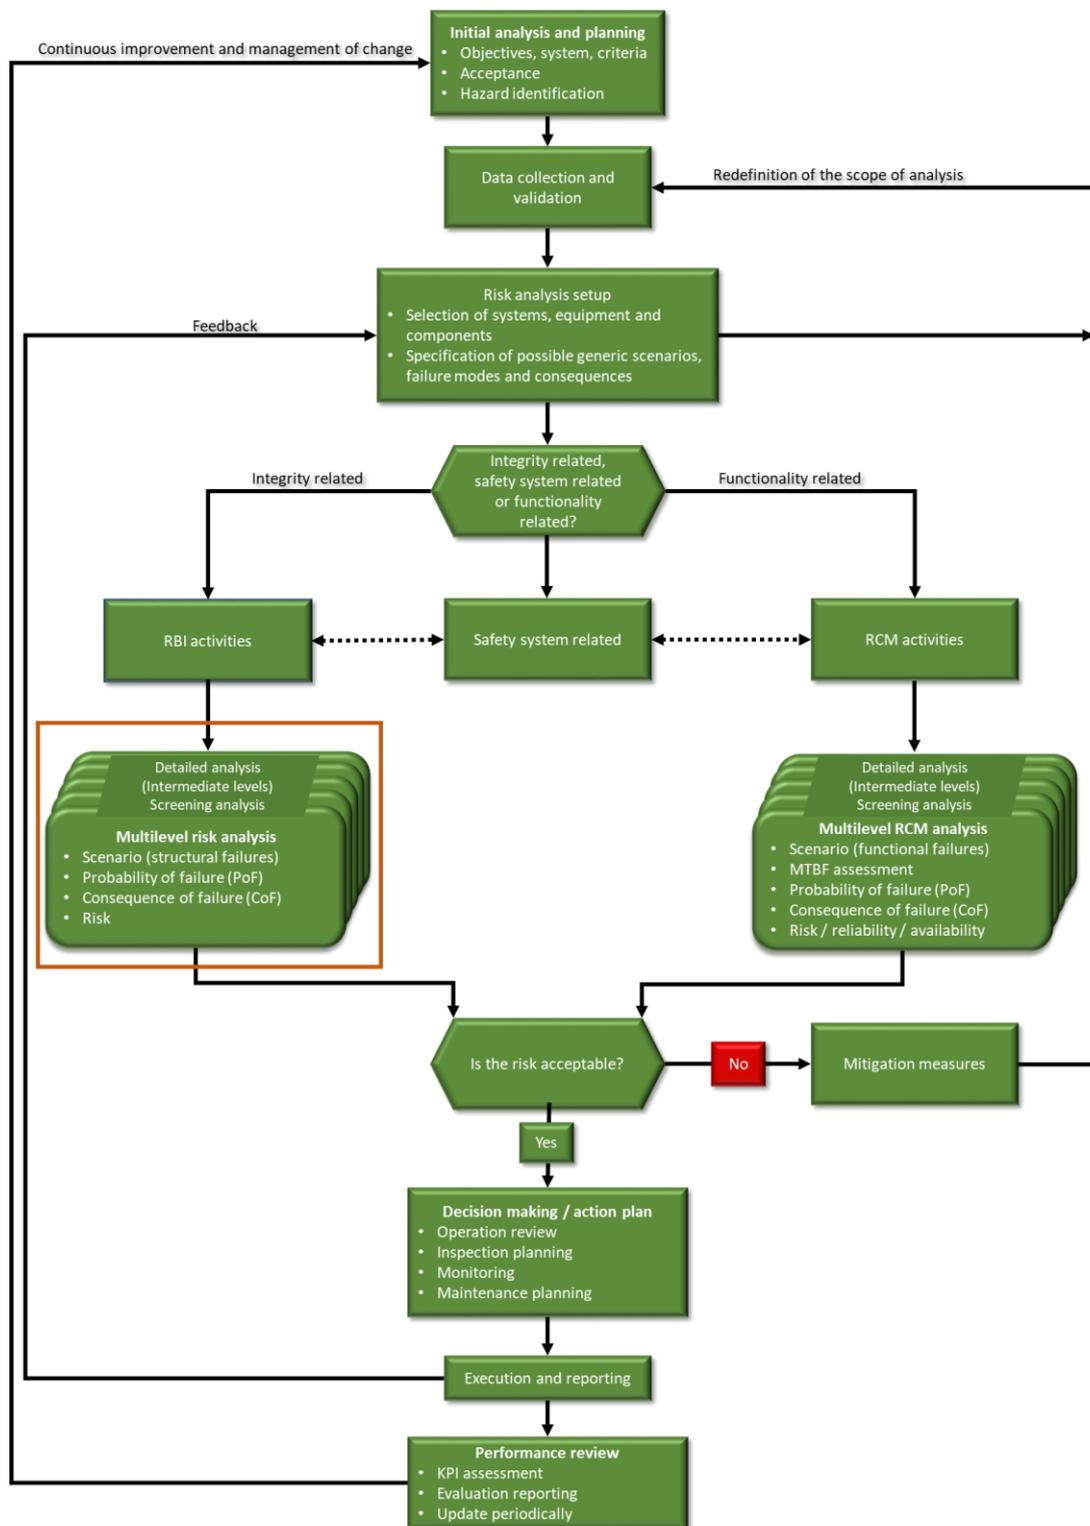 Initial analysis and planning
• Objectives, system, criteria
• Acceptance
• Hazard identification
Continuous improvement and management of change
Data collection and
validation
Redefinition of the scope of analysis
Risk analysis setup
• Selection of systems, equipment and
components
• Specification of possible generic scenarios,
failure modes and consequences
Feedback
Integrity related,
safety system related
or functionality
related?
Integrity related
Functionality related
RBI activities
Safety system related
RCM activities
Detailed analysis
(Intermediate levels)
Screening analysis
Multilevel risk analysis
• Scenario (structural failures)
• Probability of failure (PoF)
• Consequence of failure (CoF)
• Risk
Detailed analysis
(Intermediate levels)
Screening analysis
Multilevel RCM analysis
• Scenario (functional failures)
• MTBF assessment
• Probability of failure (PoF)
• Consequence of failure (CoF)
• Risk / reliability / availability
Is the risk acceptable?
No
Mitigation measures
Yes
Decision making / action plan
• Operation review
• Inspection planning
• Monitoring
• Maintenance planning
Execution and reporting
Performance review
• KPI assessment
• Evaluation reporting
• Update periodically